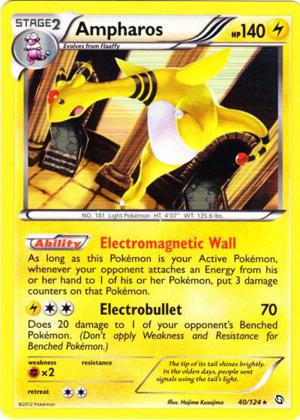 STAGE2
Ampharos
HP140
Evolves from Flaaffy
NO. 181 Light Pokémon HT. 4'07" WT. 135.6 lbs.
Ability Electromagnetic Wall
As long as this Pokémon is your Active Pokémon,
whenever your opponent attaches an Energy from his
or her hand to 1 of his or her Pokémon, put 3 damage
counters on that Pokémon.
Electrobullet 70
Does 20 damage to 1 of your opponent's Benched
Pokémon. (Don't apply Weakness and Resistance for
Benched Pokémon.)
weakness resistance
×2
retreat
The tip of its tail shines brightly.
In the olden days, people sent
signals using the tail's light.
©2012 Pokémon
Illus. Hajime Kusajima
40/124★